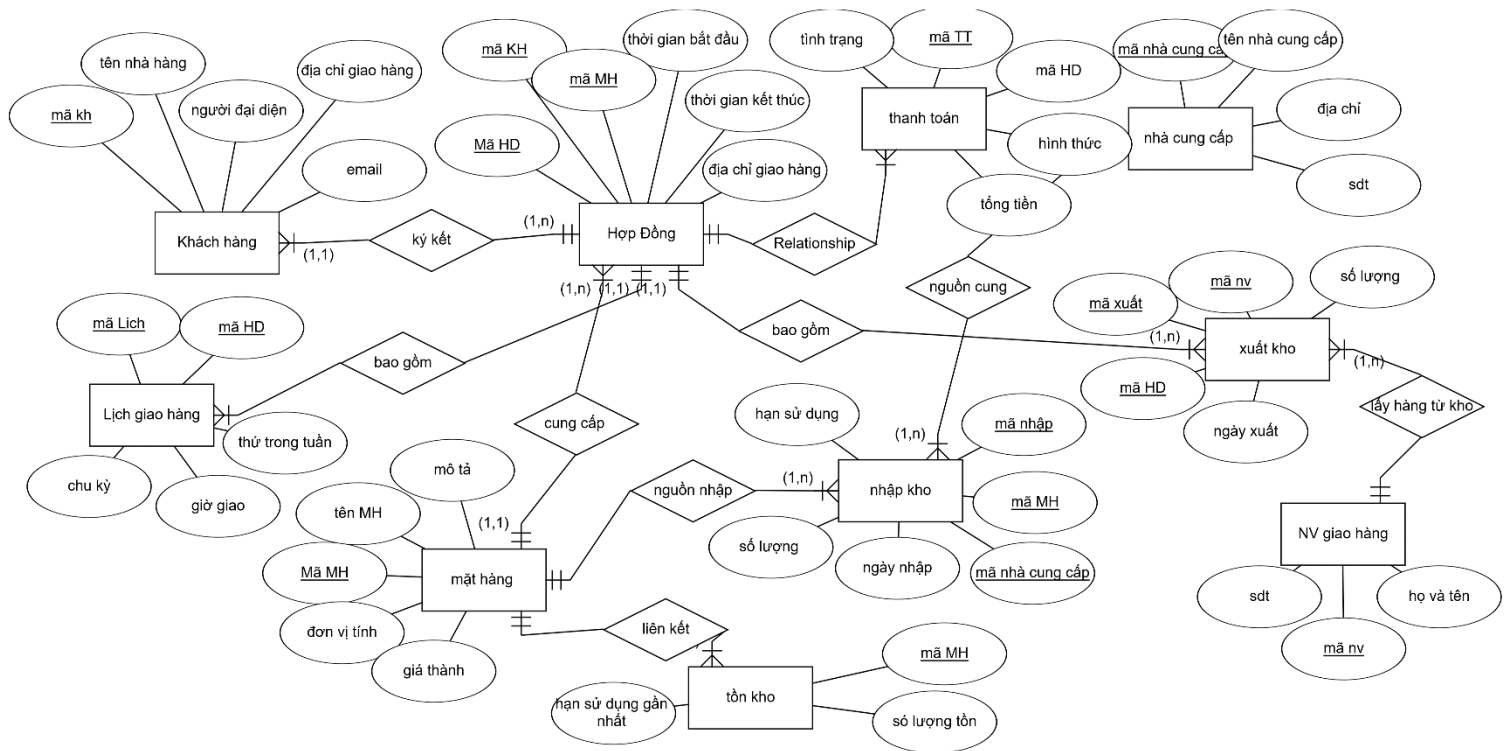 tình trạng
mã TT
mã nhà cung cấ
tên nhà cung cấp
mã KH
thời gian bắt đầu
tên nhà hàng
địa chỉ giao hàng
mã MH
mã HD
mã kh
người đại diện
thời gian kết thúc
thanh toán
địa chỉ
nhà cung cấp
Mã HD
hình thức
email
địa chỉ giao hàng
sdt
tổng tiền
Khách hàng
(1,1)
ký kết
(1,n)
Hợp Đồng
Relationship
(1,n)
(1,1)
(1,1)
nguồn cung
mã nv
số lượng
mã xuất
mã Lich
mã HD
bao gồm
bao gồm
(1,n)
xuất kho
(1,n)
mã HD
Lịch giao hàng
lấy hàng từ kho
thứ trong tuần
cung cấp
hạn sử dụng
mã nhập
ngày xuất
chu kỳ
giờ giao
mô tả
(1,n)
nhập kho
tên MH
nguồn nhập
(1,n)
mã MH
(1,1)
số lượng
ngày nhập
mã nhà cung cấp
NV giao hàng
Mã MH
mặt hàng
sdt
họ và tên
đơn vị tính
giá thành
liên kết
mã nv
mã MH
hạn sử dụng gần
nhất
tồn kho
só lượng tồn